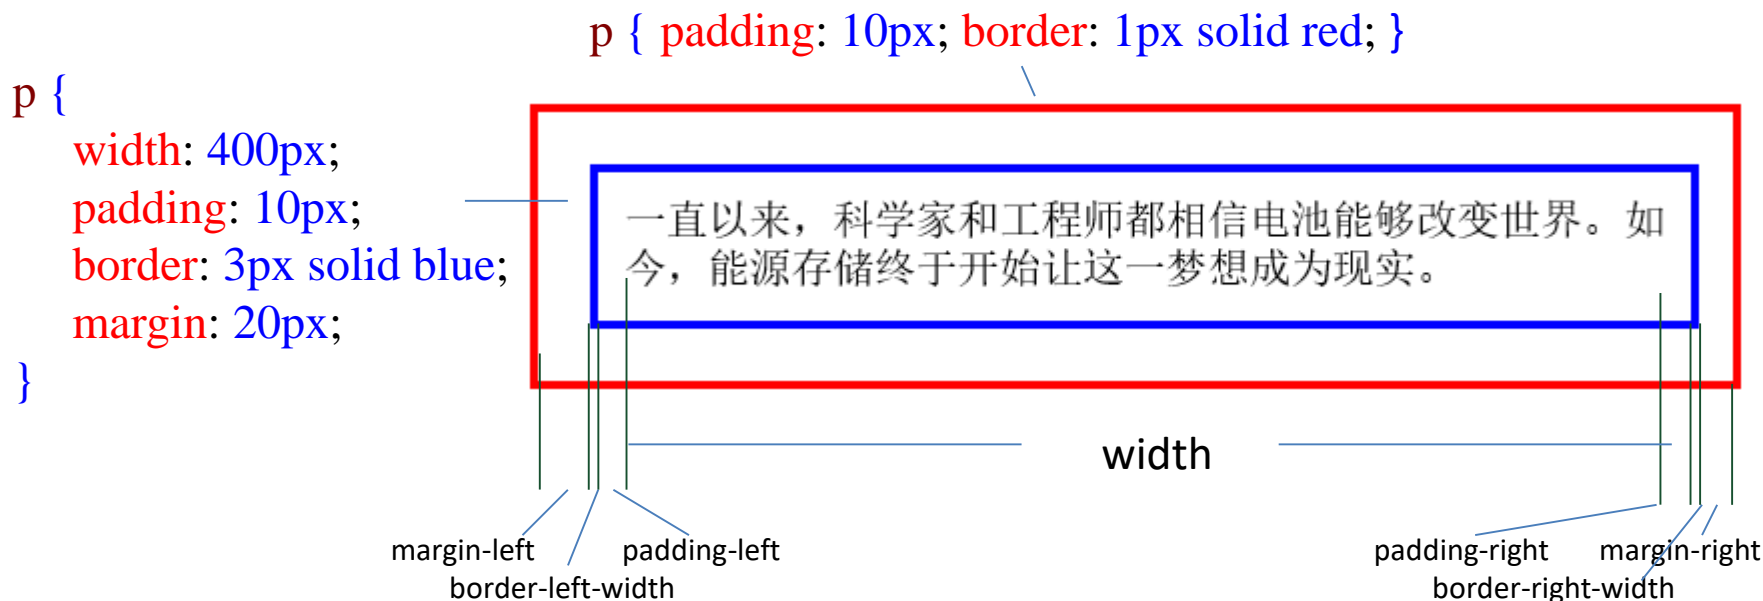 p { padding: 10px; border: 1px solid red; }
p {
width: 400px;
padding: 10px;
border: 3px solid blue;
margin: 20px;
}
一直以来，科学家和工程师都相信电池能够改变世界。如
今，能源存储终于开始让这一梦想成为现实。
width
margin-left
padding-left
border-left-width
padding-right
margin-right
border-right-width